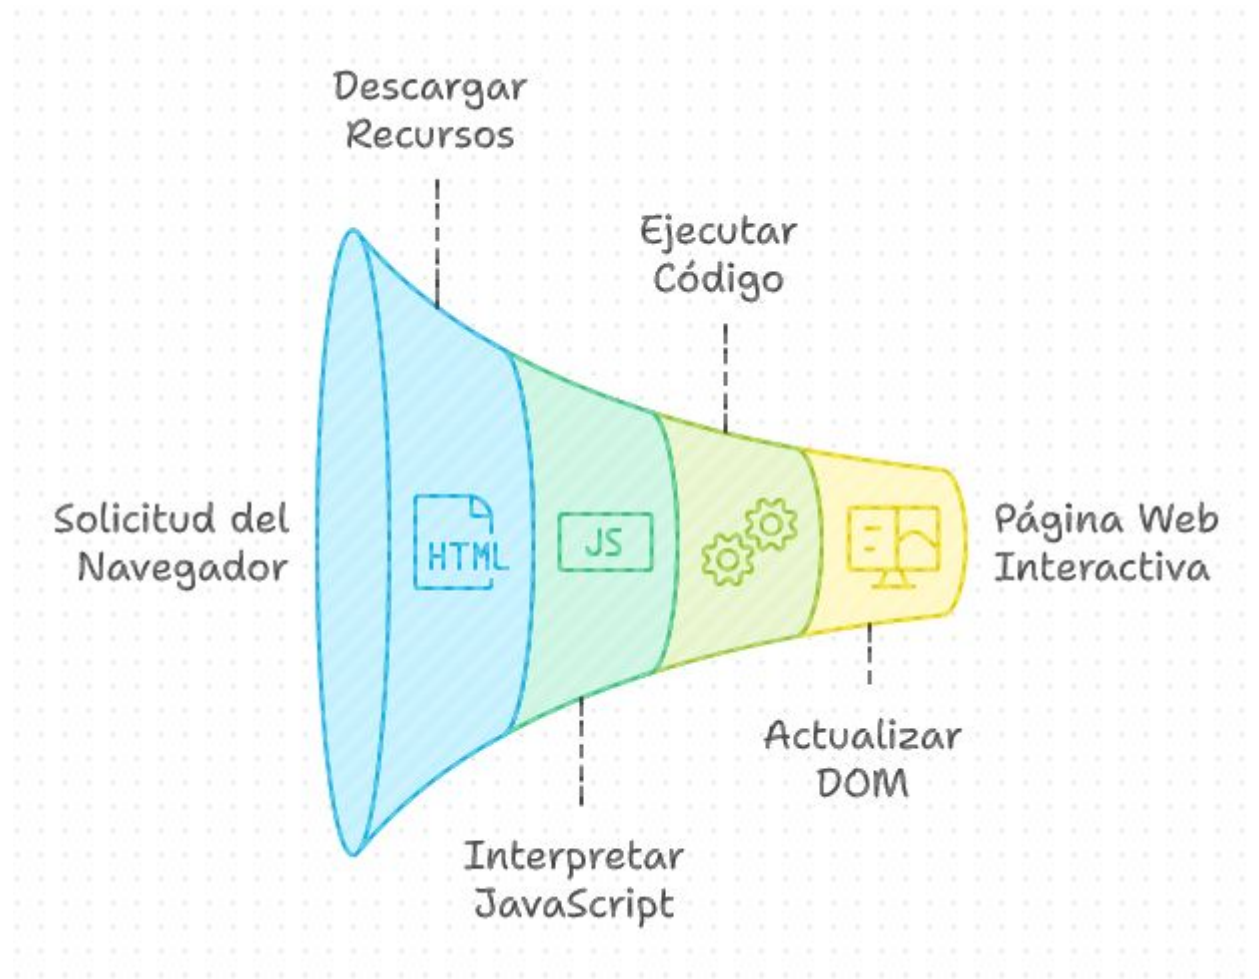 Descargar
Recursos
Ejecutar
Código
Solicitud del
Navegador
HTML
JS
Página Web
Interactiva
Actualizar
DOM
Interpretar
JavaScript